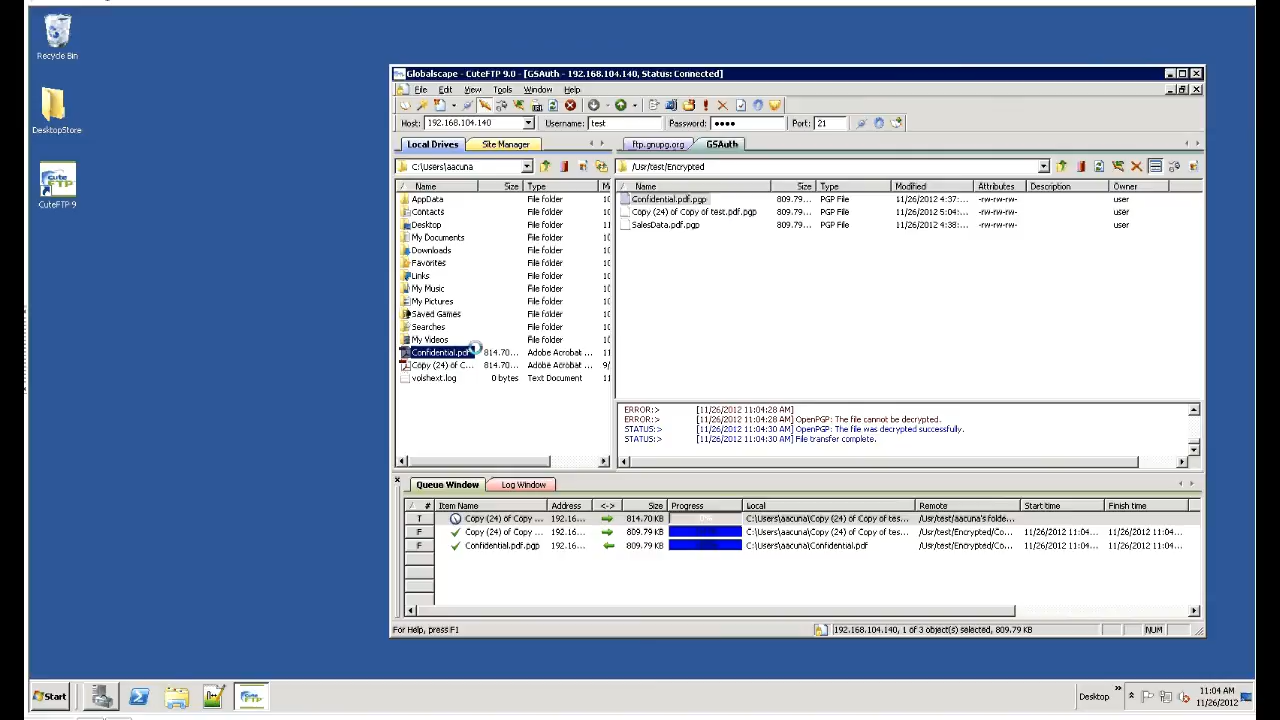 Recycle Bin
DesktopStore
CuteFTP 9
Globalscape - CuteFTP 9.0 - [GSAuth - 192.168.104.140, Status: Connected]
File Edit View Tools Window Help
Host: 192.168.104.140 Username: test Password: ●●●● Port: 21
Local Drives Site Manager
C:\Users\aacuna
Name Size Type M
AppData File folder 10
Contacts File folder 10
Desktop File folder 11
My Documents File folder 10
Downloads File folder 10
Favorites File folder 10
Links File folder 10
My Music File folder 10
My Pictures File folder 10
Saved Games File folder 10
Searches File folder 10
My Videos File folder 10
Confidential.pdf 814.70... Adobe Acrobat ... 11
Copy (24) of C... 814.70... Adobe Acrobat ... 9/
volshext.log 0 bytes Text Document 11
ftp.gnupg.org GSAuth
/Usr/test/Encrypted
Name Size Type Modified Attributes Description Owner
Confidential.pdf.pgp 809.79... PGP File 11/26/2012 4:37:... -rw-rw-rw- user
Copy (24) of Copy of test.pdf.pgp 809.79... PGP File 11/26/2012 5:04:... -rw-rw-rw- user
SalesData.pdf.pgp 809.79... PGP File 11/26/2012 4:38:... -rw-rw-rw- user
ERROR:> [11/26/2012 11:04:28 AM]
ERROR:> [11/26/2012 11:04:28 AM] OpenPGP: The file cannot be decrypted.
STATUS:> [11/26/2012 11:04:30 AM] OpenPGP: The file was decrypted successfully.
STATUS:> [11/26/2012 11:04:30 AM] File transfer complete.
Queue Window Log Window
# Item Name Address <-> Size Progress Local Remote Start time Finish time
T Copy (24) of Copy ... 192.16... 814.70 KB C:\Users\aacuna\Copy (24) of Copy of tes... /Usr/test/aacuna's folde...
F Copy (24) of Copy ... 192.16... 809.79 KB C:\Users\aacuna\Copy (24) of Copy of tes... /Usr/test/Encrypted/Co... 11/26/2012 11:04... 11/26/2012 11:04...
F Confidential.pdf.pgp 192.16... 809.79 KB C:\Users\aacuna\Confidential.pdf /Usr/test/Encrypted/Co... 11/26/2012 11:04... 11/26/2012 11:04...
For Help, press F1 192.168.104.140, 1 of 3 object(s) selected, 809.79 KB NUM
Start Desktop 11:04 AM
11/26/2012